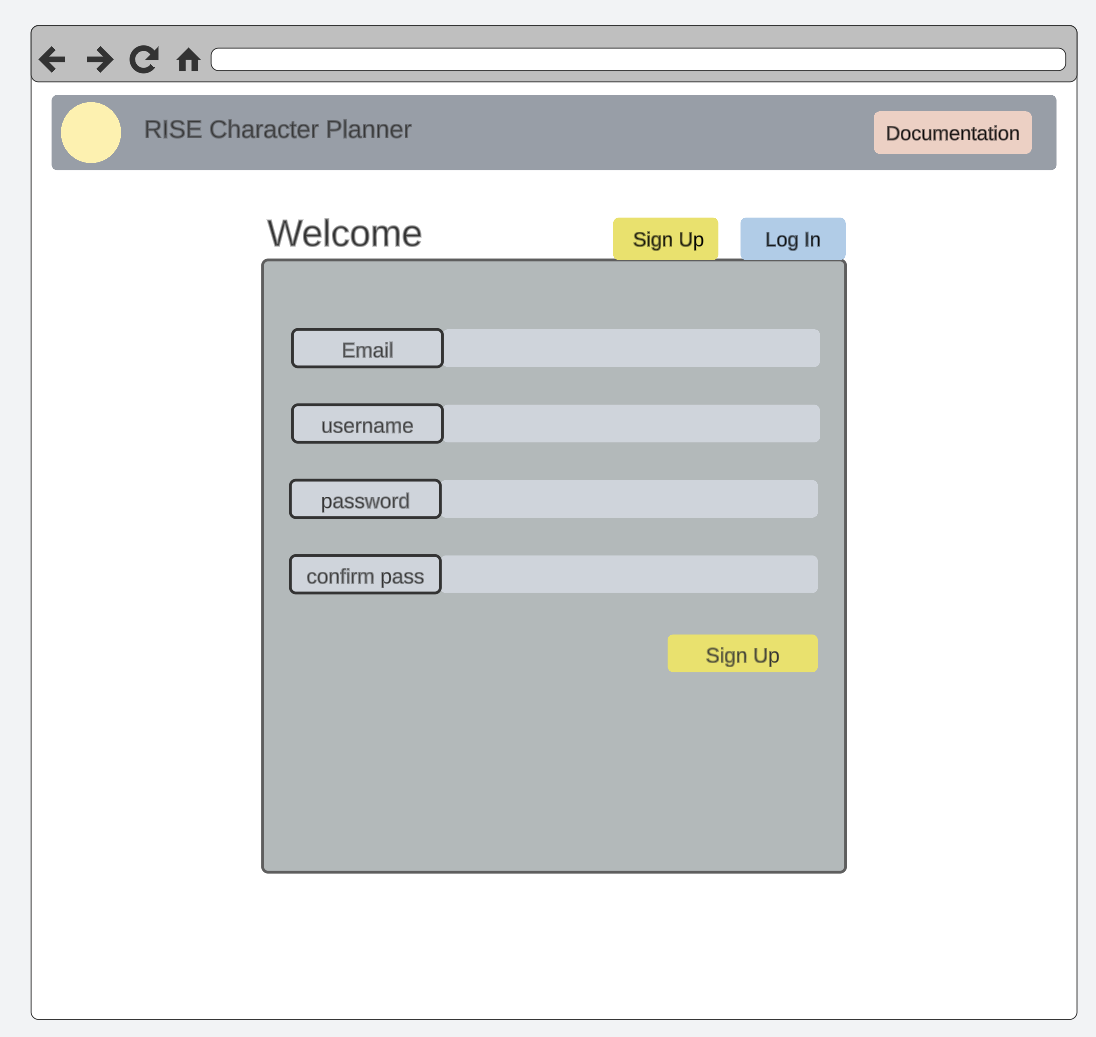 RISE Character Planner
Documentation
Welcome
Sign Up
Log In
Email
username
password
confirm pass
Sign Up